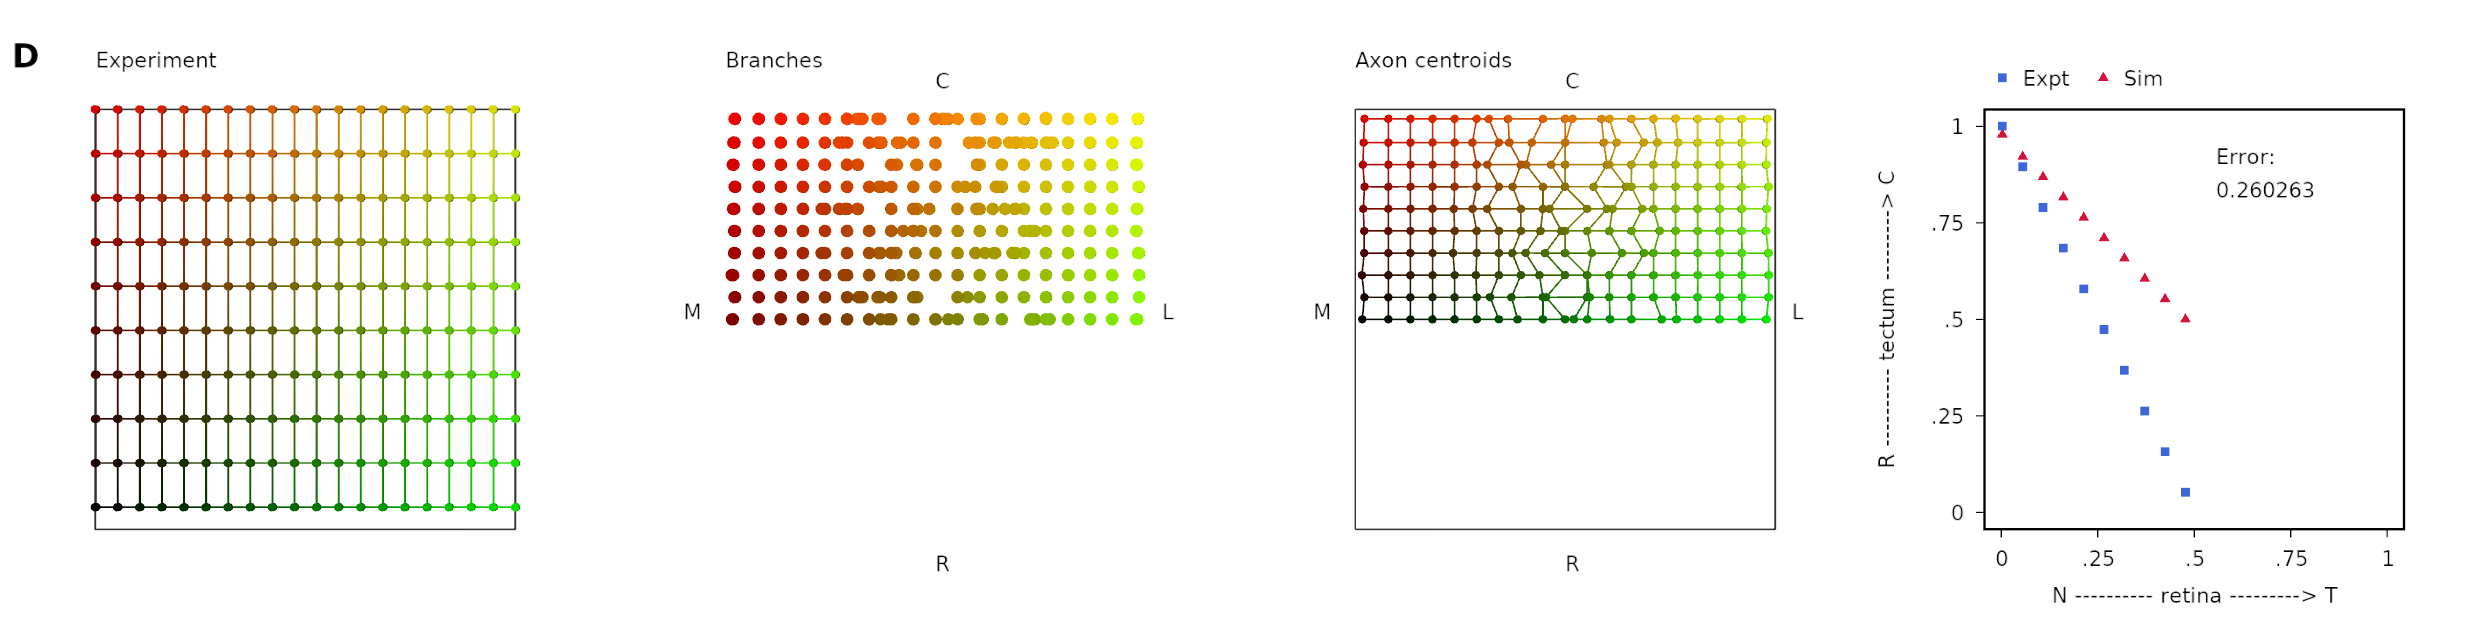 D
Experiment
Branches
C
M
L
R
Axon centroids
C
M
L
R
Expt
Sim
Error:
0.260263
1
.75
.5
.25
0
R ----------- tectum ---------> C
0
.25
.5
.75
1
N ---------- retina ---------> T